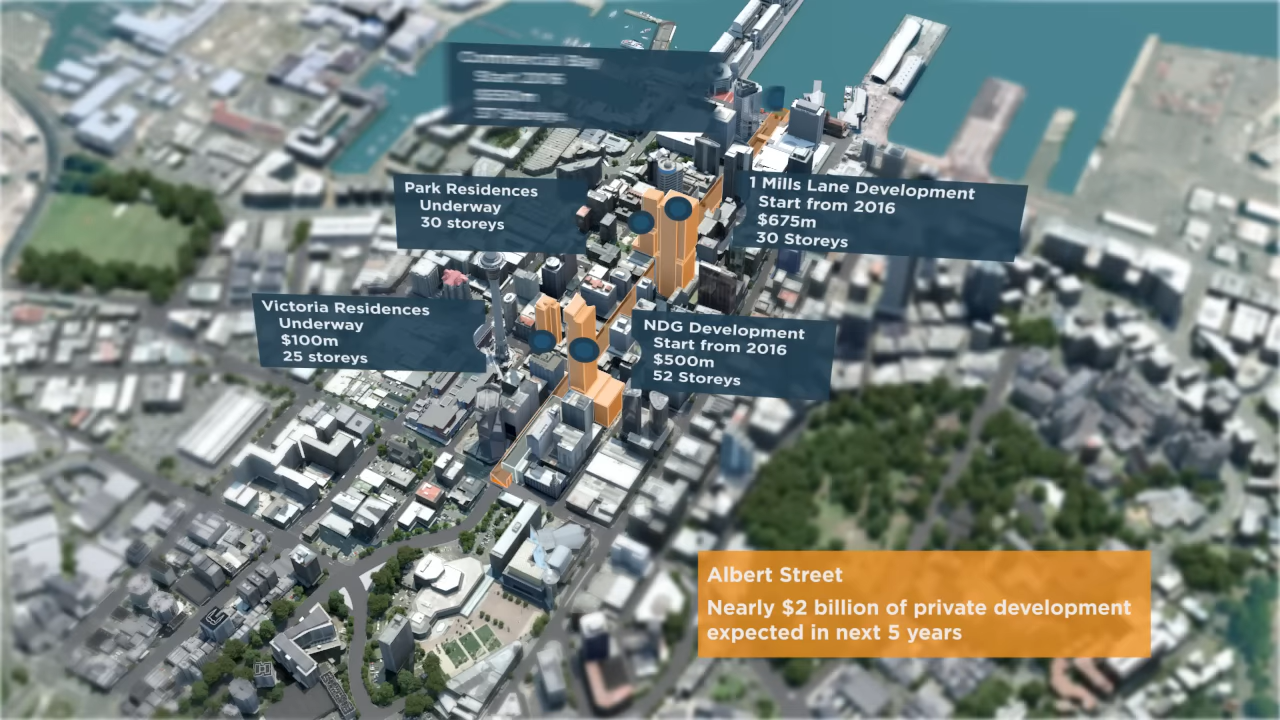 Park Residences
Underway
30 storeys
1 Mills Lane Development
Start from 2016
$675m
30 Storeys
Victoria Residences
Underway
$100m
25 storeys
NDG Development
Start from 2016
$500m
52 Storeys
Albert Street
Nearly $2 billion of private development
expected in next 5 years